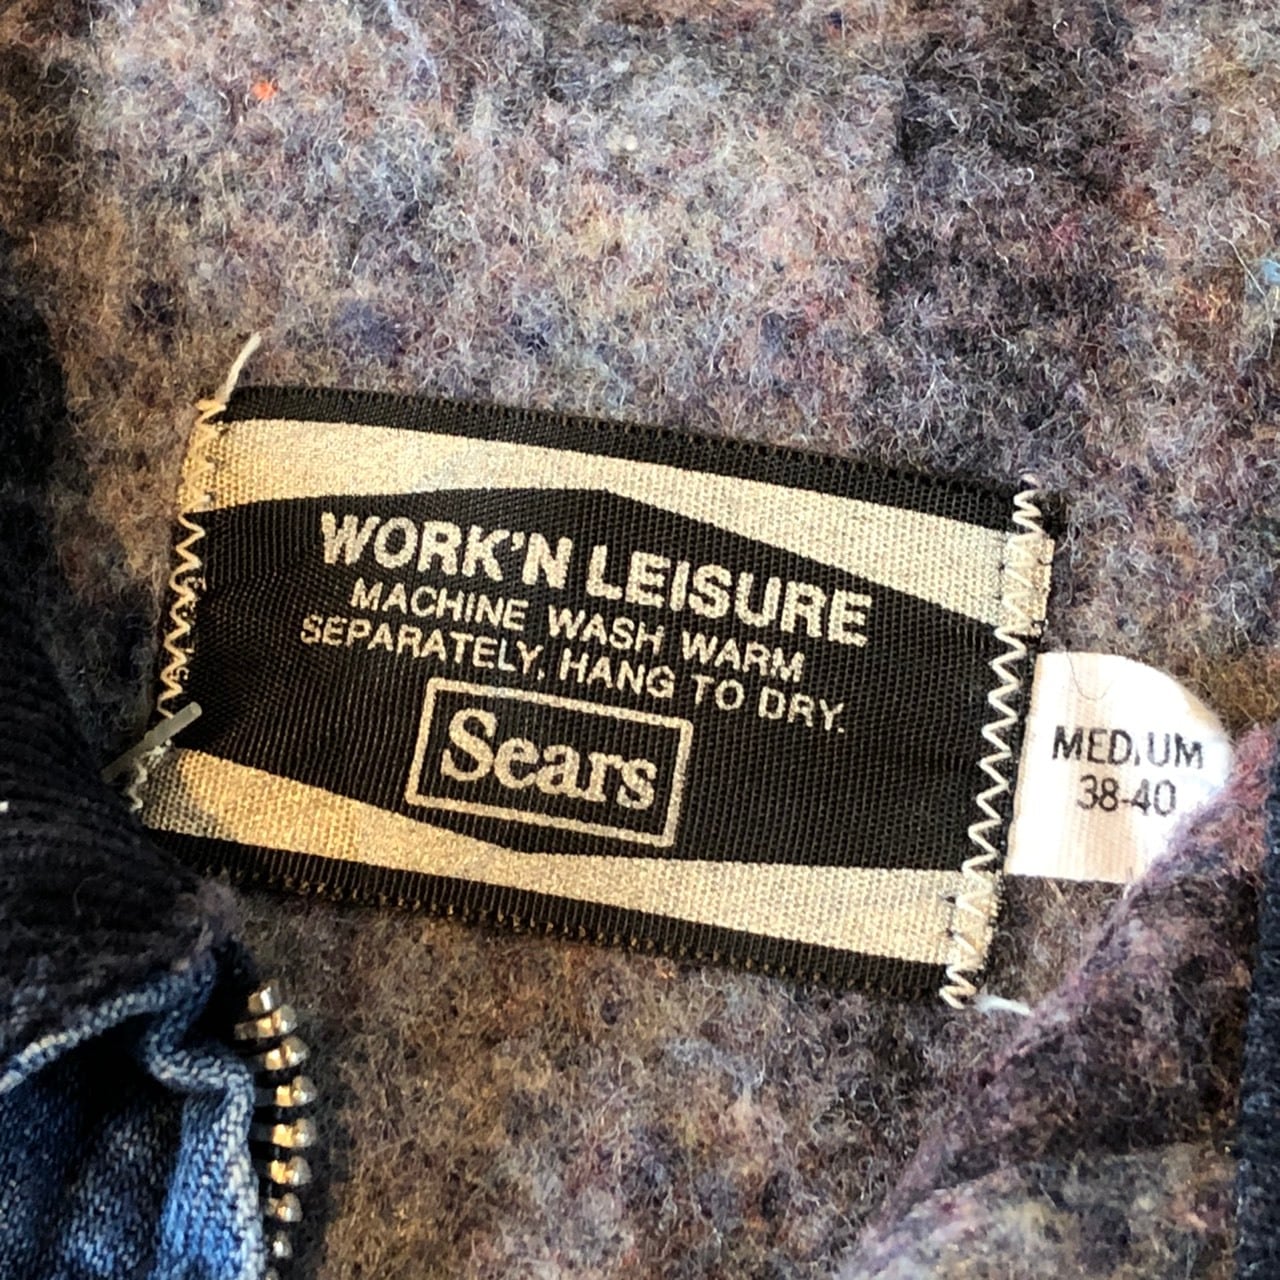 WORK'N LEISURE
MACHINE WASH WARM
SEPARATELY. HANG TO DRY.
Sears
MEDIUM
38-40